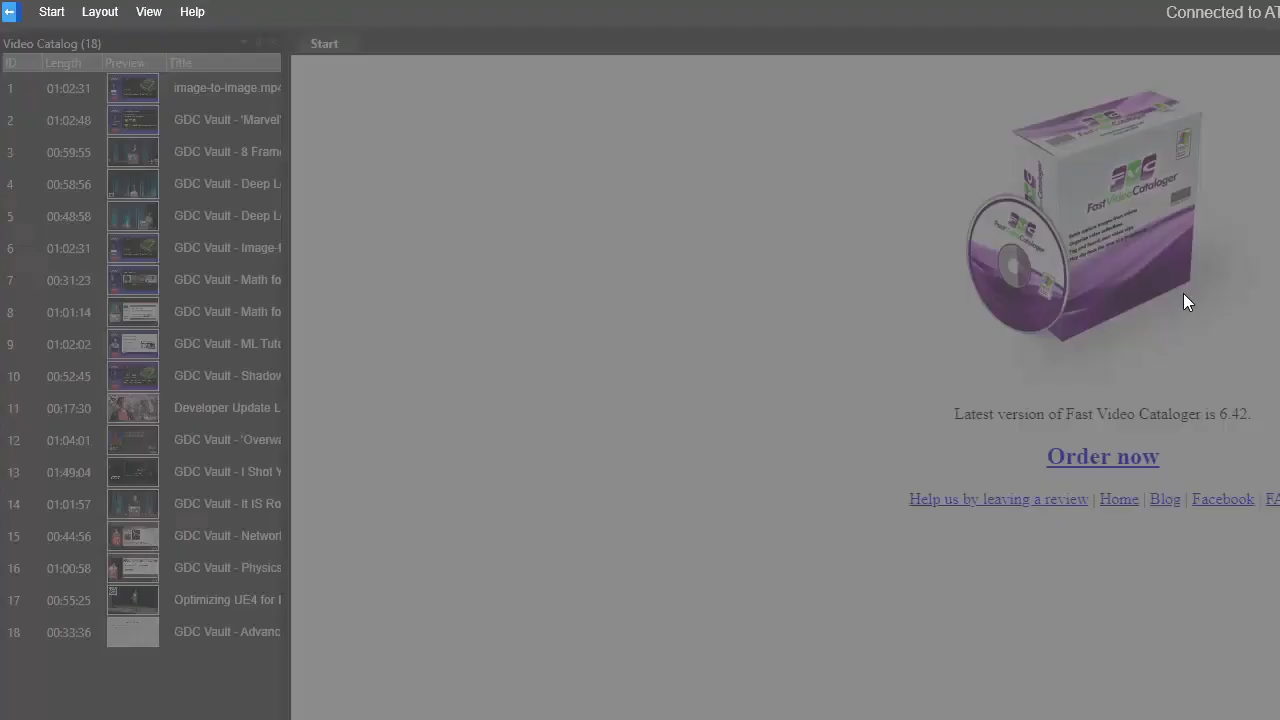 Start Layout View Help
Connected to AT
Video Catalog (18)
Start
ID Length Preview Title
1 01:02:31 image-to-image.mp4
2 01:02:48 GDC Vault - 'Marvel'
3 00:59:55 GDC Vault - 8 Fram
4 00:58:56 GDC Vault - Deep L
5 00:48:58 GDC Vault - Deep L
6 01:02:31 GDC Vault - Image-
7 00:31:23 GDC Vault - Math fo
8 01:01:14 GDC Vault - Math fo
9 01:02:02 GDC Vault - ML Tut
10 00:52:45 GDC Vault - Shadow
11 00:17:30 Developer Update L
12 01:04:01 GDC Vault - 'Overwa
13 01:49:04 GDC Vault - I Shot Y
14 01:01:57 GDC Vault - It IS Ro
15 00:44:56 GDC Vault - Networ
16 01:00:58 GDC Vault - Physics
17 00:55:25 Optimizing UE4 for
18 00:33:36 GDC Vault - Advanc
FastVideoCataloger
Latest version of Fast Video Cataloger is 6.42.
Order now
Help us by leaving a review | Home | Blog | Facebook | FA